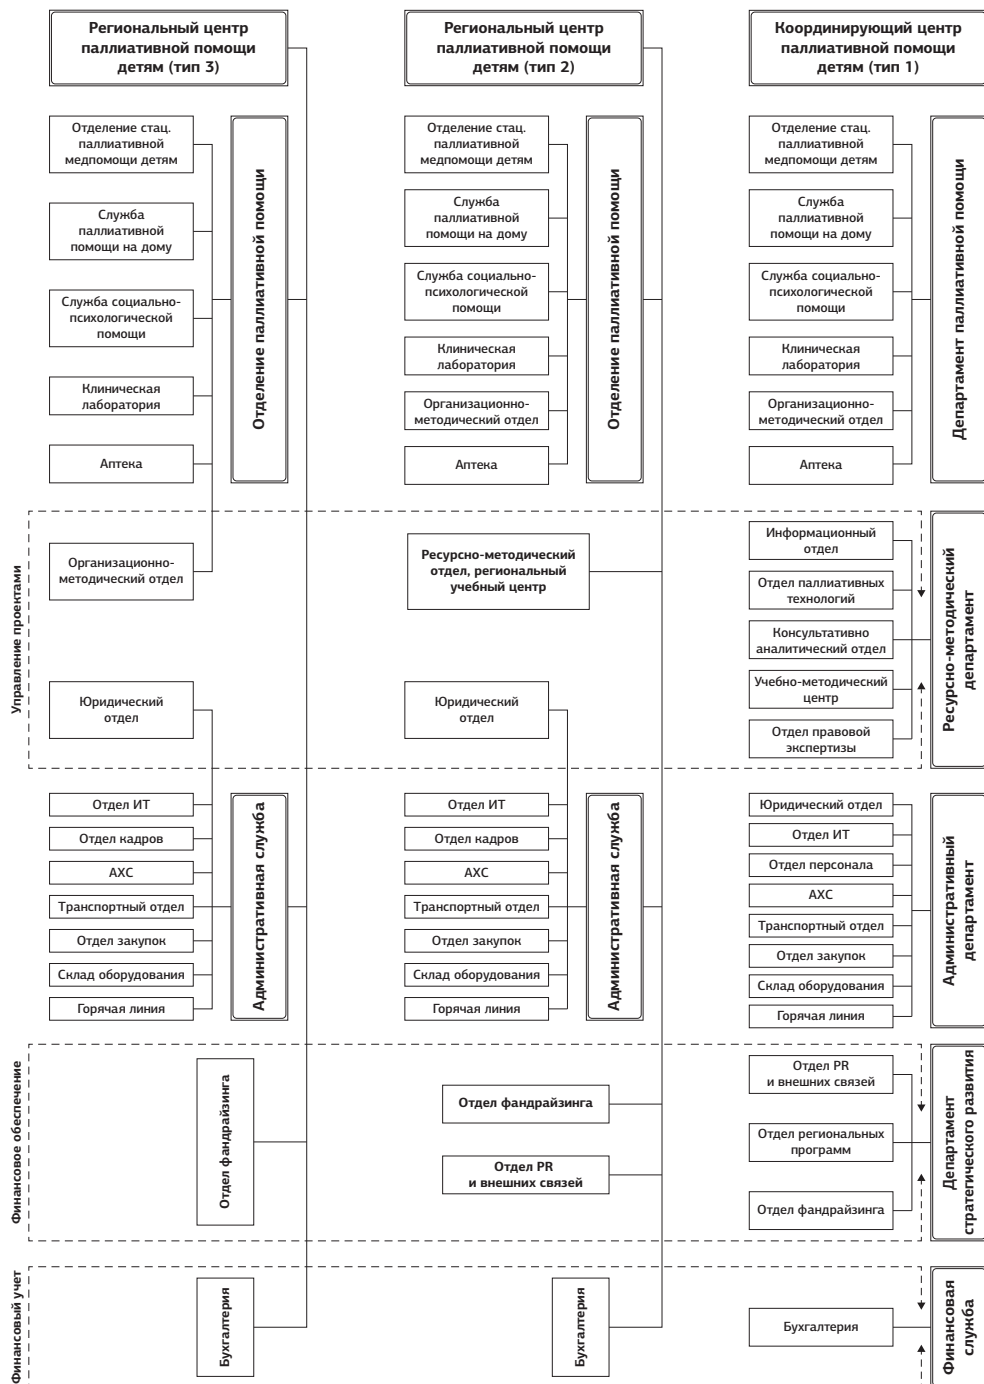 Региональный центр
паллиативной помощи
детям (тип 3)
Отделение стац.
паллиативной
медпомощи детям
Служба
паллиативной
помощи на дому
Служба социально-
психологической
помощи
Клиническая
лаборатория
Аптека
Отделение паллиативной помощи
Организационно-
методический отдел
Юридический
отдел
Отдел ИТ
Отдел кадров
АХС
Транспортный отдел
Отдел закупок
Склад оборудования
Горячая линия
Административная служба
Отдел фандрайзинга
Бухгалтерия
Региональный центр
паллиативной помощи
детям (тип 2)
Отделение стац.
паллиативной
медпомощи детям
Служба
паллиативной
помощи на дому
Служба социально-
психологической
помощи
Клиническая
лаборатория
Организационно-
методический отдел
Аптека
Отделение паллиативной помощи
Ресурсно-методический
отдел, региональный
учебный центр
Юридический
отдел
Отдел ИТ
Отдел кадров
АХС
Транспортный отдел
Отдел закупок
Склад оборудования
Горячая линия
Административная служба
Отдел фандрайзинга
Отдел PR
и внешних связей
Бухгалтерия
Координирующий центр
паллиативной помощи
детям (тип 1)
Отделение стац.
паллиативной
медпомощи детям
Служба
паллиативной
помощи на дому
Служба социально-
психологической
помощи
Клиническая
лаборатория
Организационно-
методический отдел
Аптека
Департамент паллиативной помощи
Информационный
отдел
Отдел паллиативных
технологий
Консультативно
аналитический отдел
Учебно-методический
центр
Отдел правовой
экспертизы
Ресурсно-методический
департамент
Юридический отдел
Отдел ИТ
Отдел персонала
АХС
Транспортный отдел
Отдел закупок
Склад оборудования
Горячая линия
Административный
департамент
Отдел PR
и внешних связей
Отдел региональных
программ
Отдел фандрайзинга
Департамент
стратегического развития
Бухгалтерия
Финансовая
служба
Управление проектами
Финансовое обеспечение
Финансовый учет